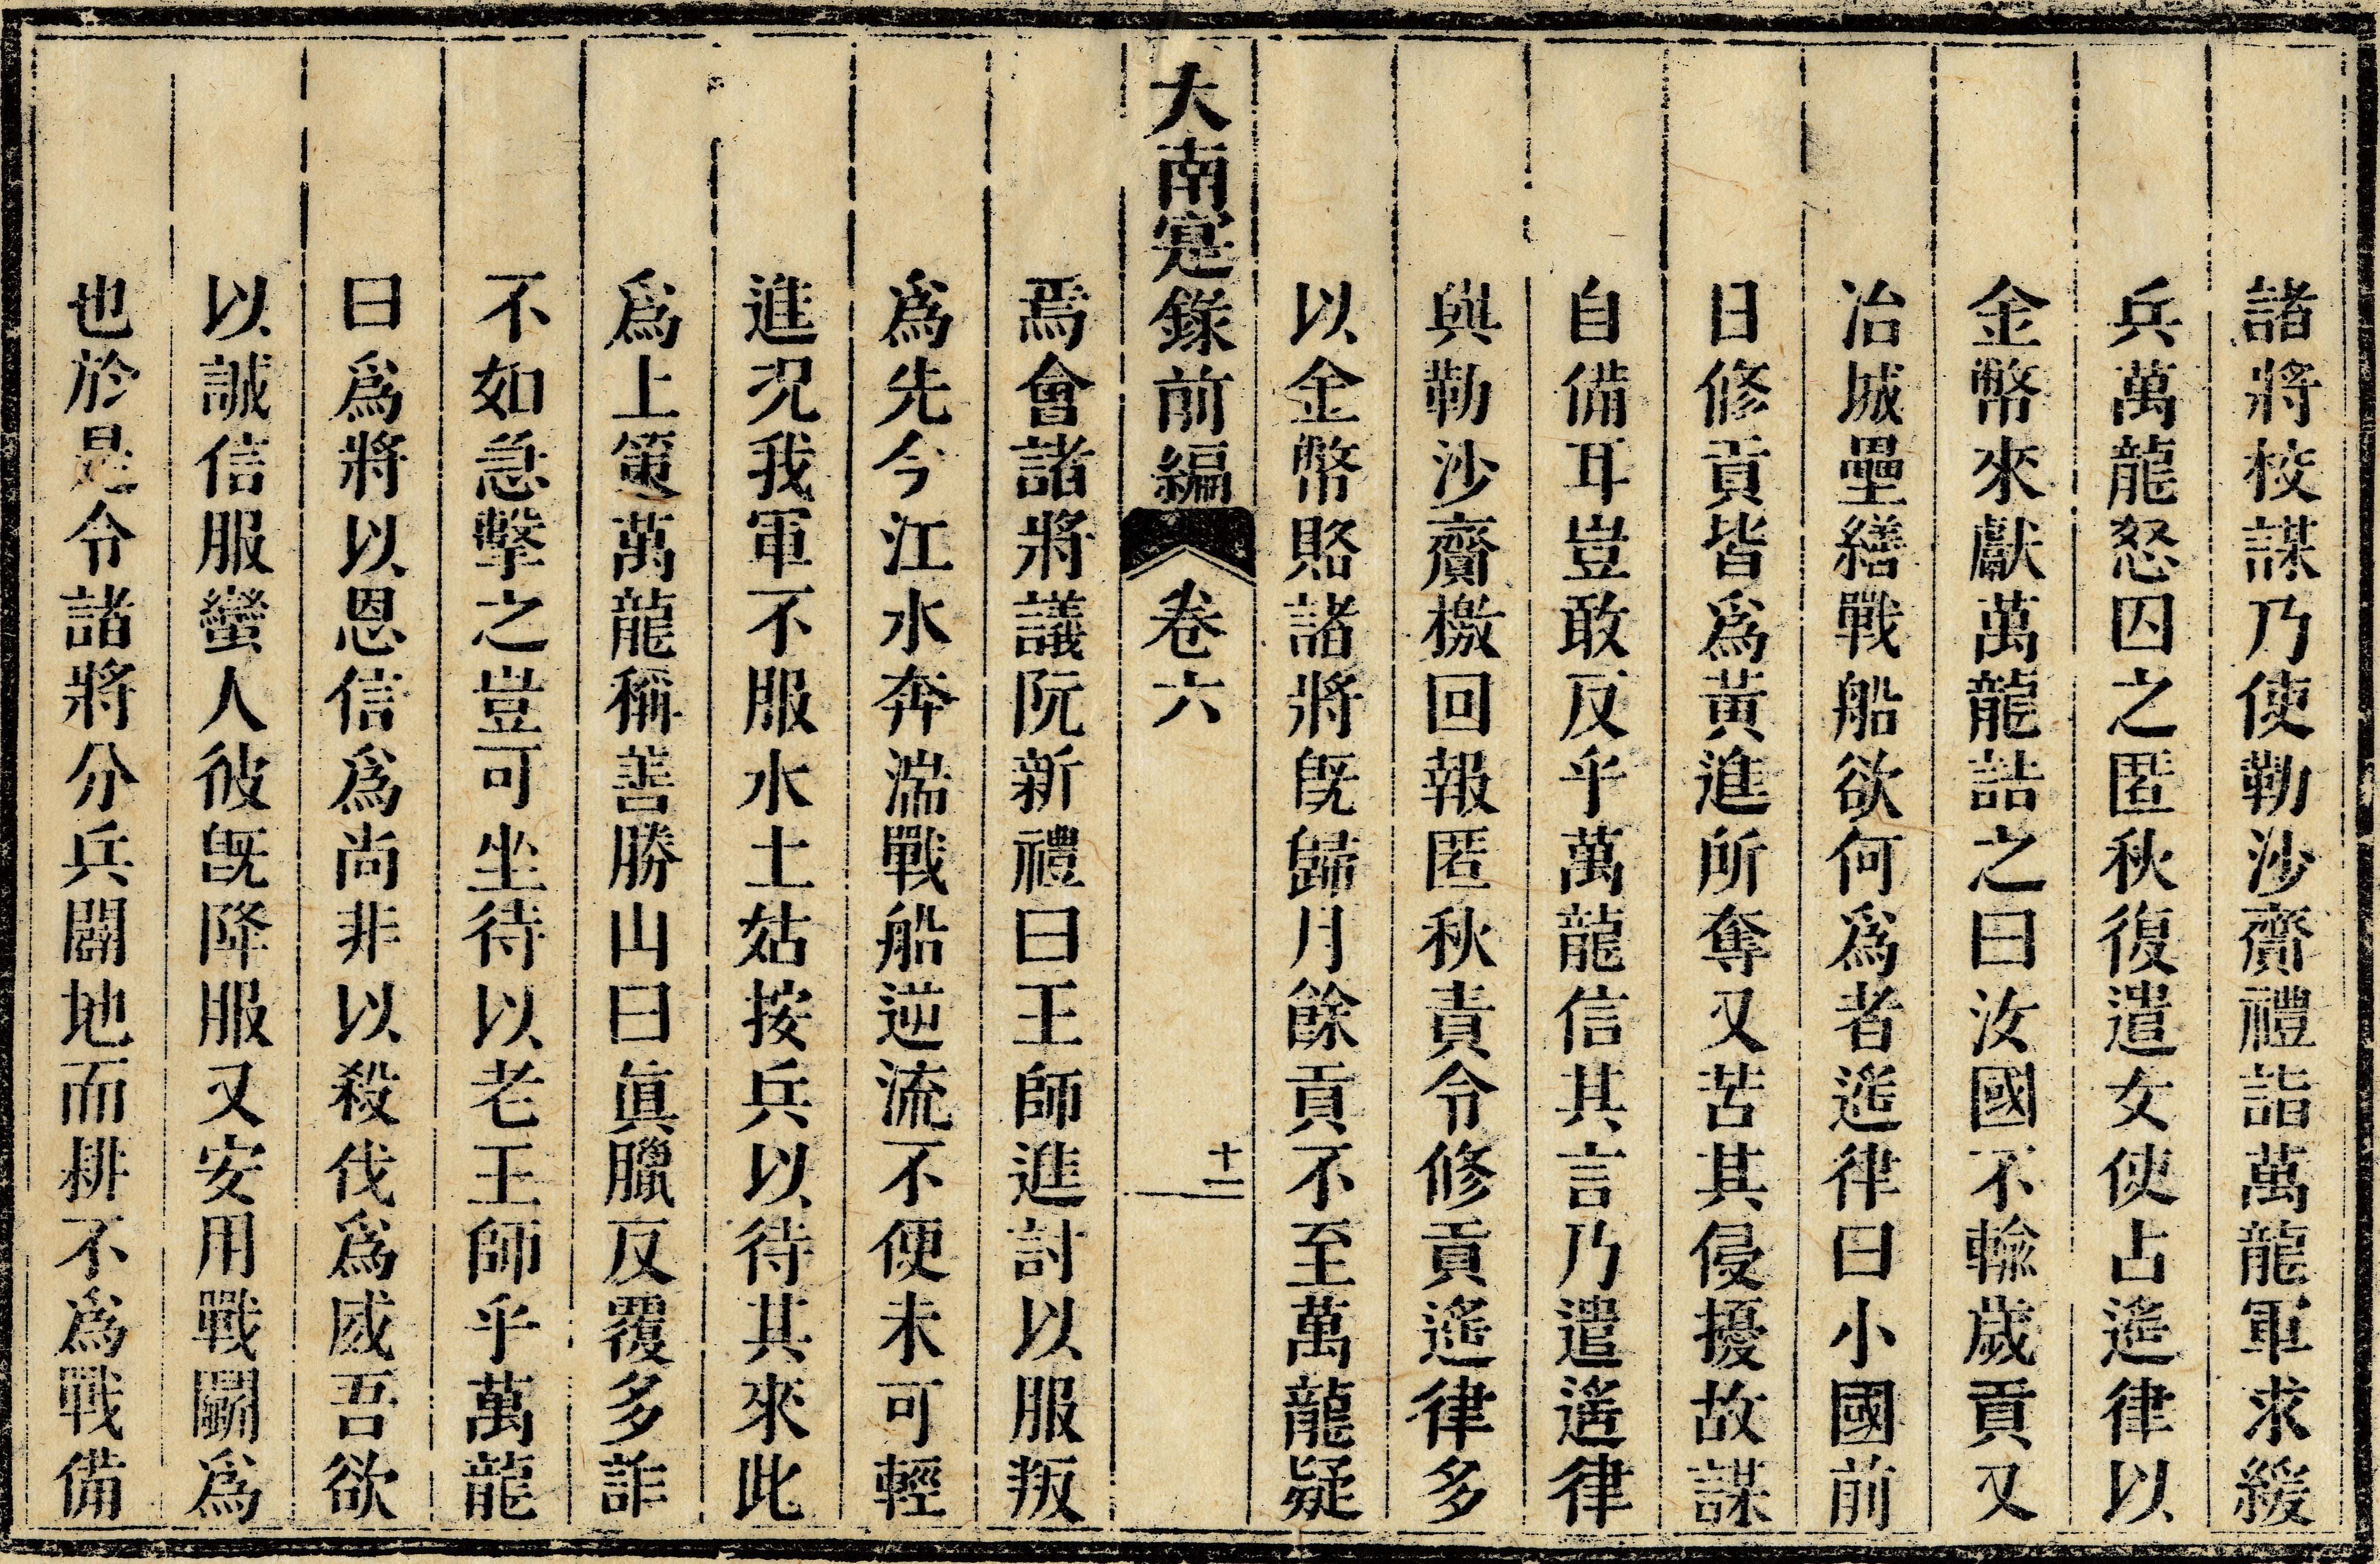 諸將校謀乃使勒沙齎禮詣萬龍軍求緩
兵萬龍怒囚之匿秋復遣女使占遥律以
金幣來獻萬龍詰之曰汝國不輸歲貢又
冶城壘繕戰船欲何爲者遥律曰小國前
日修貢皆爲黃進所奪又苦其侵擾故謀
自備耳豈敢反乎萬龍信其言乃遣遥律
與勒沙齎檄回報匿秋責令修貢遥律多
以金幣賂諸將旣歸月餘貢不至萬龍疑
大南寔錄前編 卷六 十二
焉會諸將議阮新禮曰王師進討以服叛
爲先今江水奔湍戰船逆流不便未可輕
進况我軍不服水土姑按兵以待其來此
爲上策萬龍稱善勝山曰眞臘反覆多詐
不如急擊之豈可坐待以老王師乎萬龍
曰爲將以恩信爲尚非以殺伐爲威吾欲
以誠信服蠻人彼旣降服又安用戰鬬爲
也於是令諸將分兵闢地而耕不爲戰備